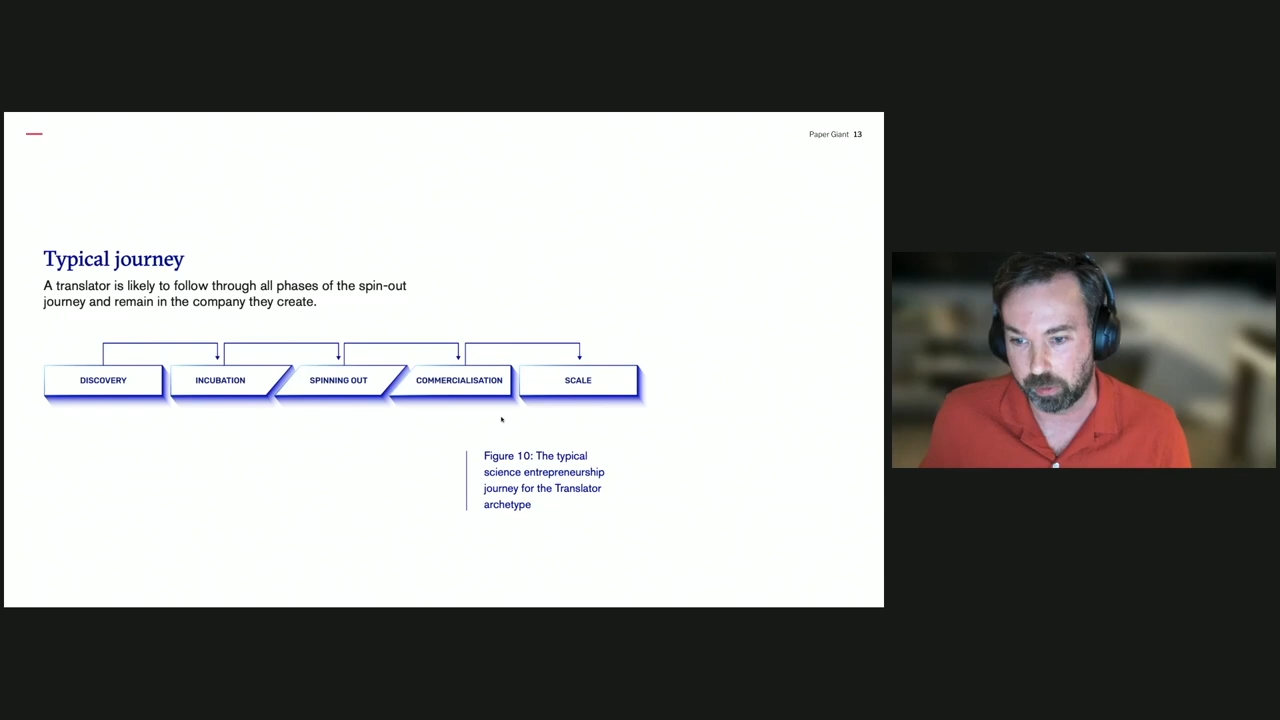 Paper Giant 13
Typical journey
A translator is likely to follow through all phases of the spin-out
journey and remain in the company they create.
DISCOVERY
INCUBATION
SPINNING OUT
COMMERCIALISATION
SCALE
Figure 10: The typical
science entrepreneurship
journey for the Translator
archetype